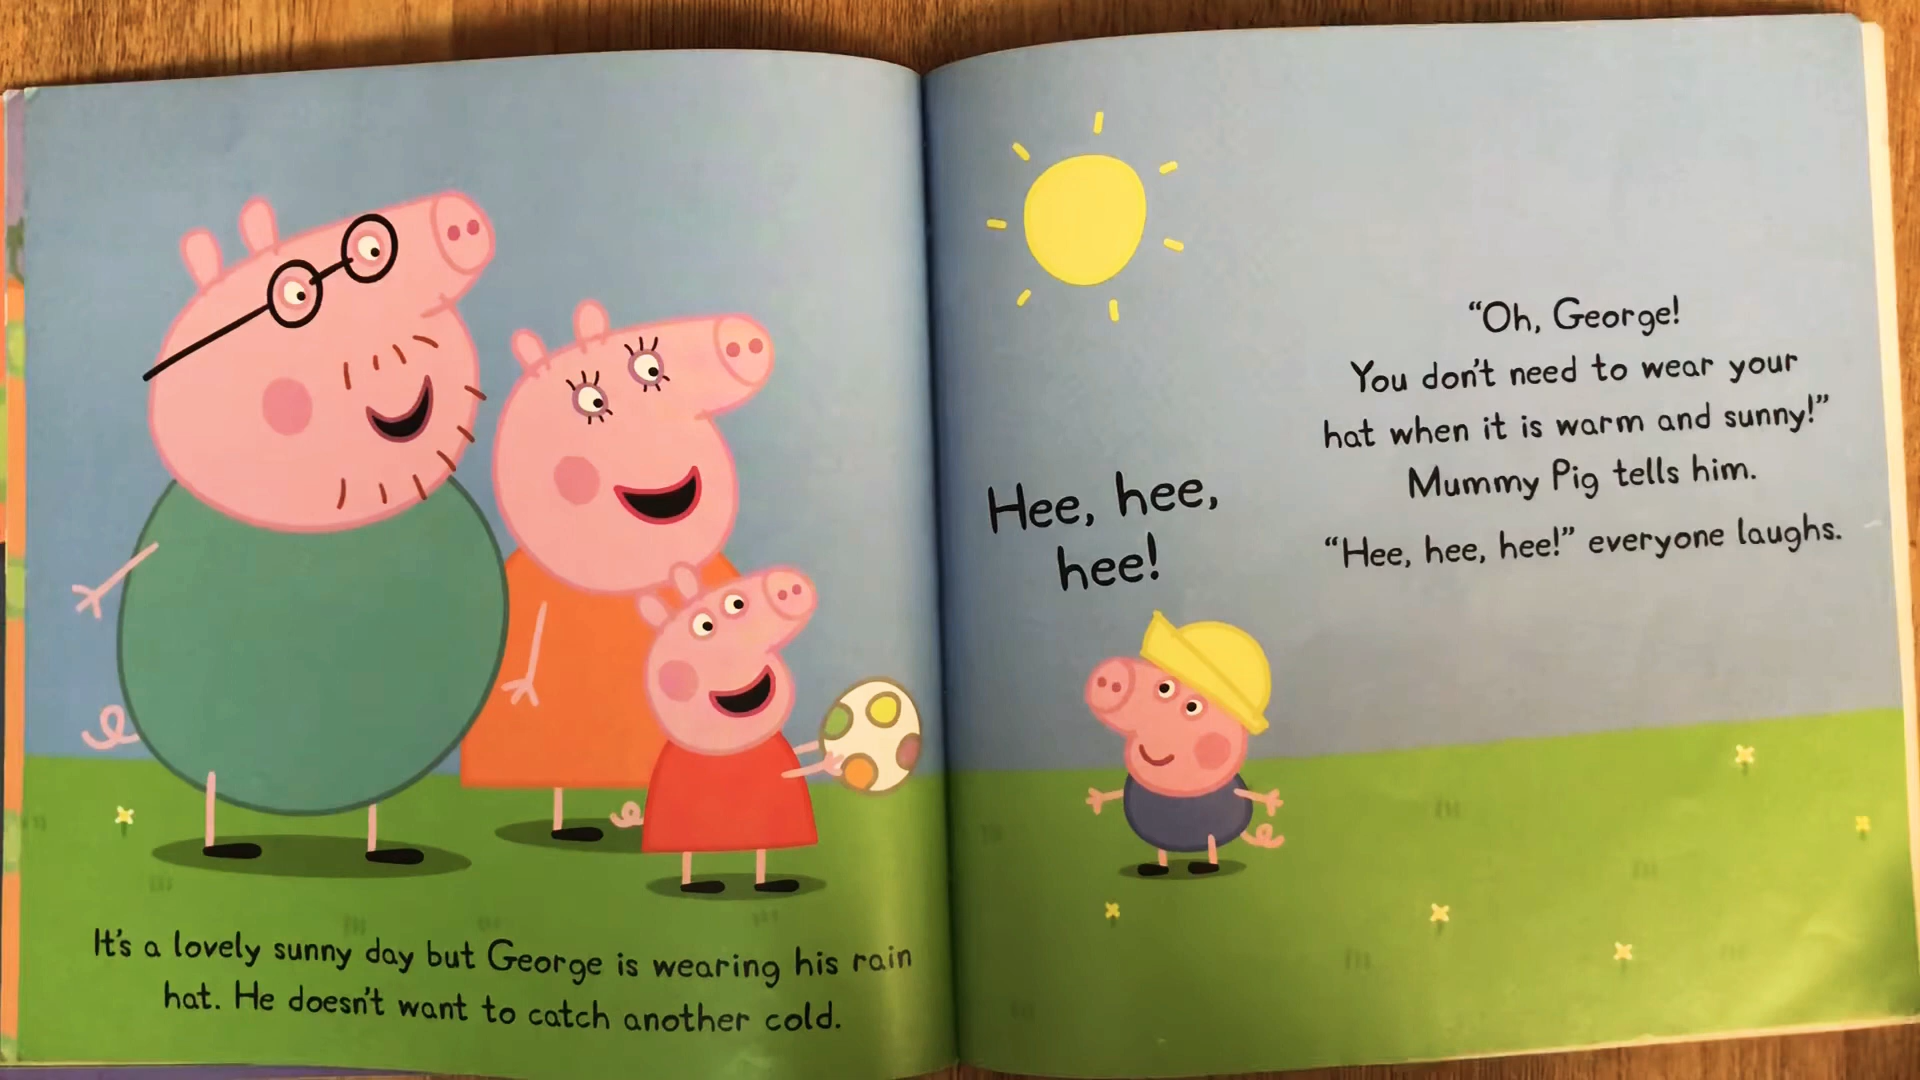 It's a lovely sunny day but George is wearing his rain
hat. He doesn't want to catch another cold.
Hee, hee,
hee!
“Oh, George!
You don't need to wear your
hat when it is warm and sunny!”
Mummy Pig tells him.
“Hee, hee, hee!” everyone laughs.